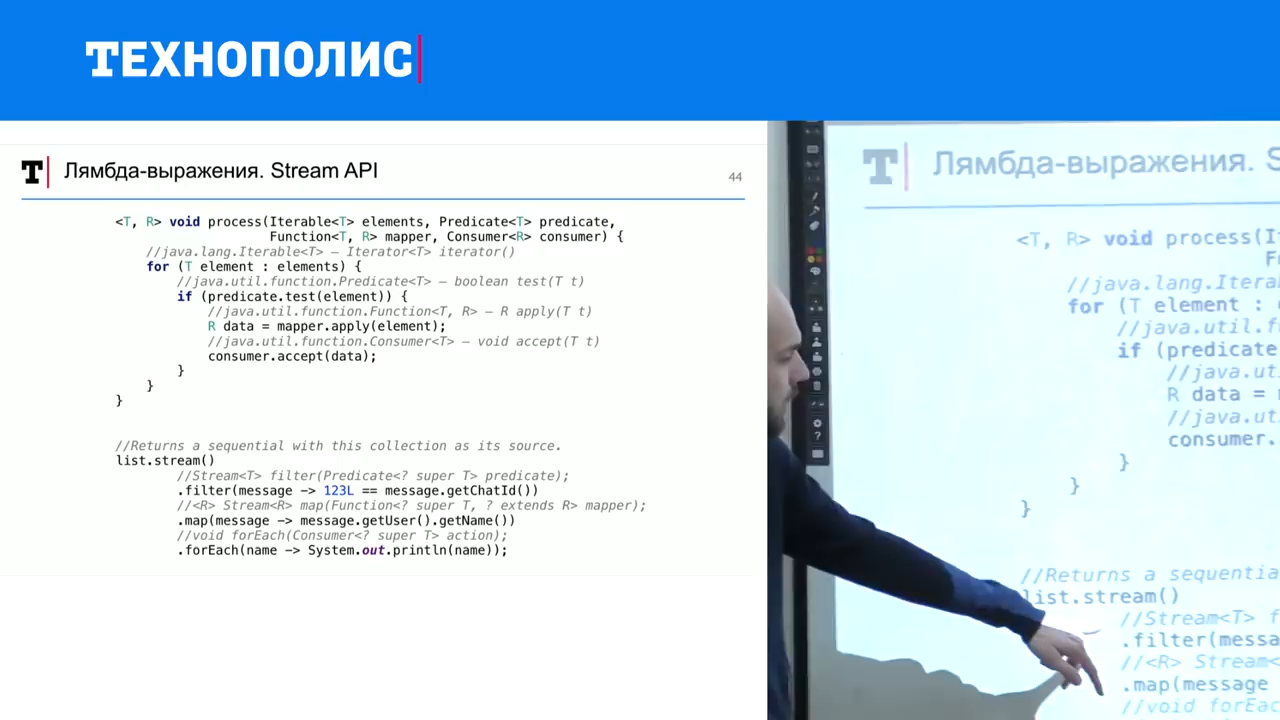 ТЕХНОПОЛИС
T Лямбда-выражения. Stream API
44
<T, R> void process(Iterable<T> elements, Predicate<T> predicate,
Function<T, R> mapper, Consumer<R> consumer) {
//java.lang.Iterable<T> – Iterator<T> iterator()
for (T element : elements) {
//java.util.function.Predicate<T> – boolean test(T t)
if (predicate.test(element)) {
//java.util.function.Function<T, R> – R apply(T t)
R data = mapper.apply(element);
//java.util.function.Consumer<T> – void accept(T t)
consumer.accept(data);
}
}
}
//Returns a sequential with this collection as its source.
list.stream()
//Stream<T> filter(Predicate<? super T> predicate);
.filter(message -> 123L == message.getChatId())
//<R> Stream<R> map(Function<? super T, ? extends R> mapper);
.map(message -> message.getUser().getName())
//void forEach(Consumer<? super T> action);
.forEach(name -> System.out.println(name));
T Лямбда-выражения. S
<T, R> void process(I
F
//java.lang.Itera
for (T element :
//java.util.fu
if (predicate
//java.ut
R data =
//java.ut
consumer.
}
}
}
//Returns a sequentia
list.stream()
//Stream<T> f
.filter(messa
//<R> Stream<
.map(message
//void forEac